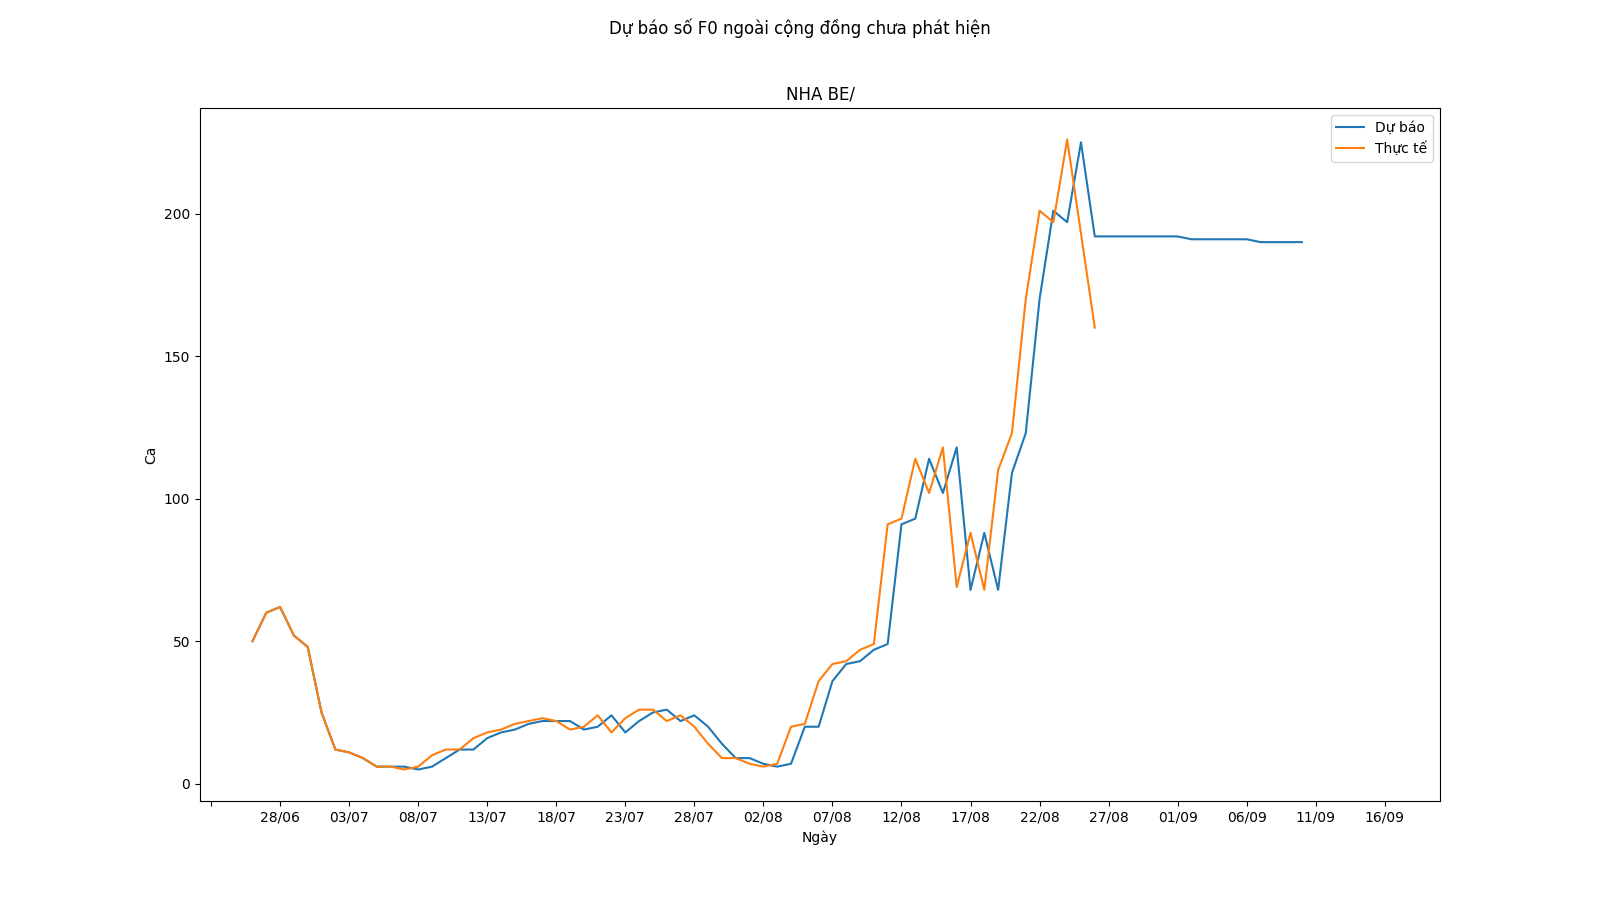 Dự báo số F0 ngoài cộng đồng chưa phát hiện
NHA BE/
Dự báo
Thực tế
200
150
100
50
0
Ca
28/06 03/07 08/07 13/07 18/07 23/07 28/07 02/08 07/08 12/08 17/08 22/08 27/08 01/09 06/09 11/09 16/09
Ngày